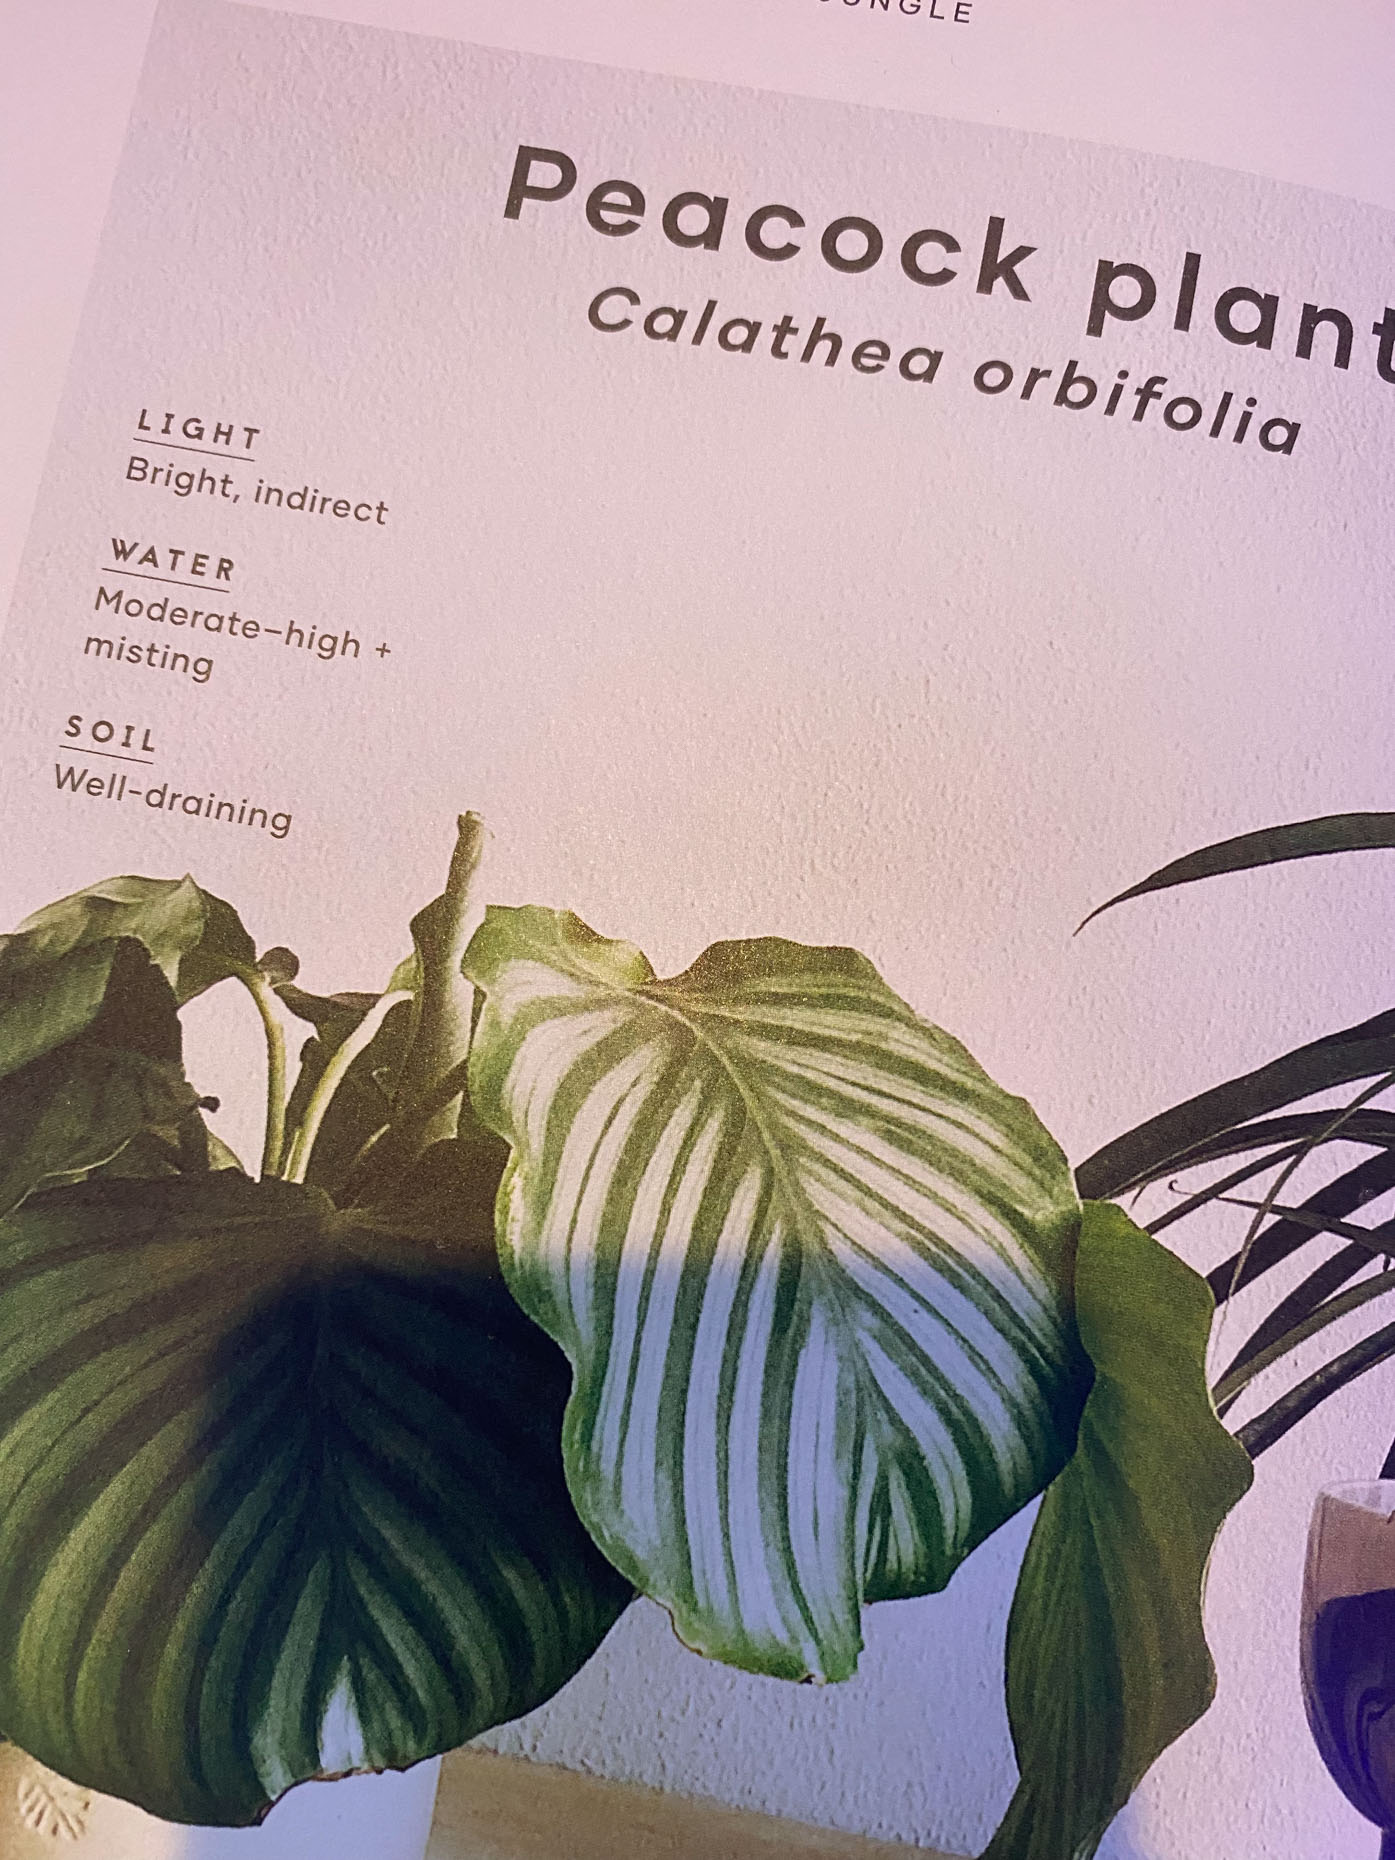 Peacock plant
Calathea orbifolia
LIGHT
Bright, indirect
WATER
Moderate–high +
misting
SOIL
Well-draining